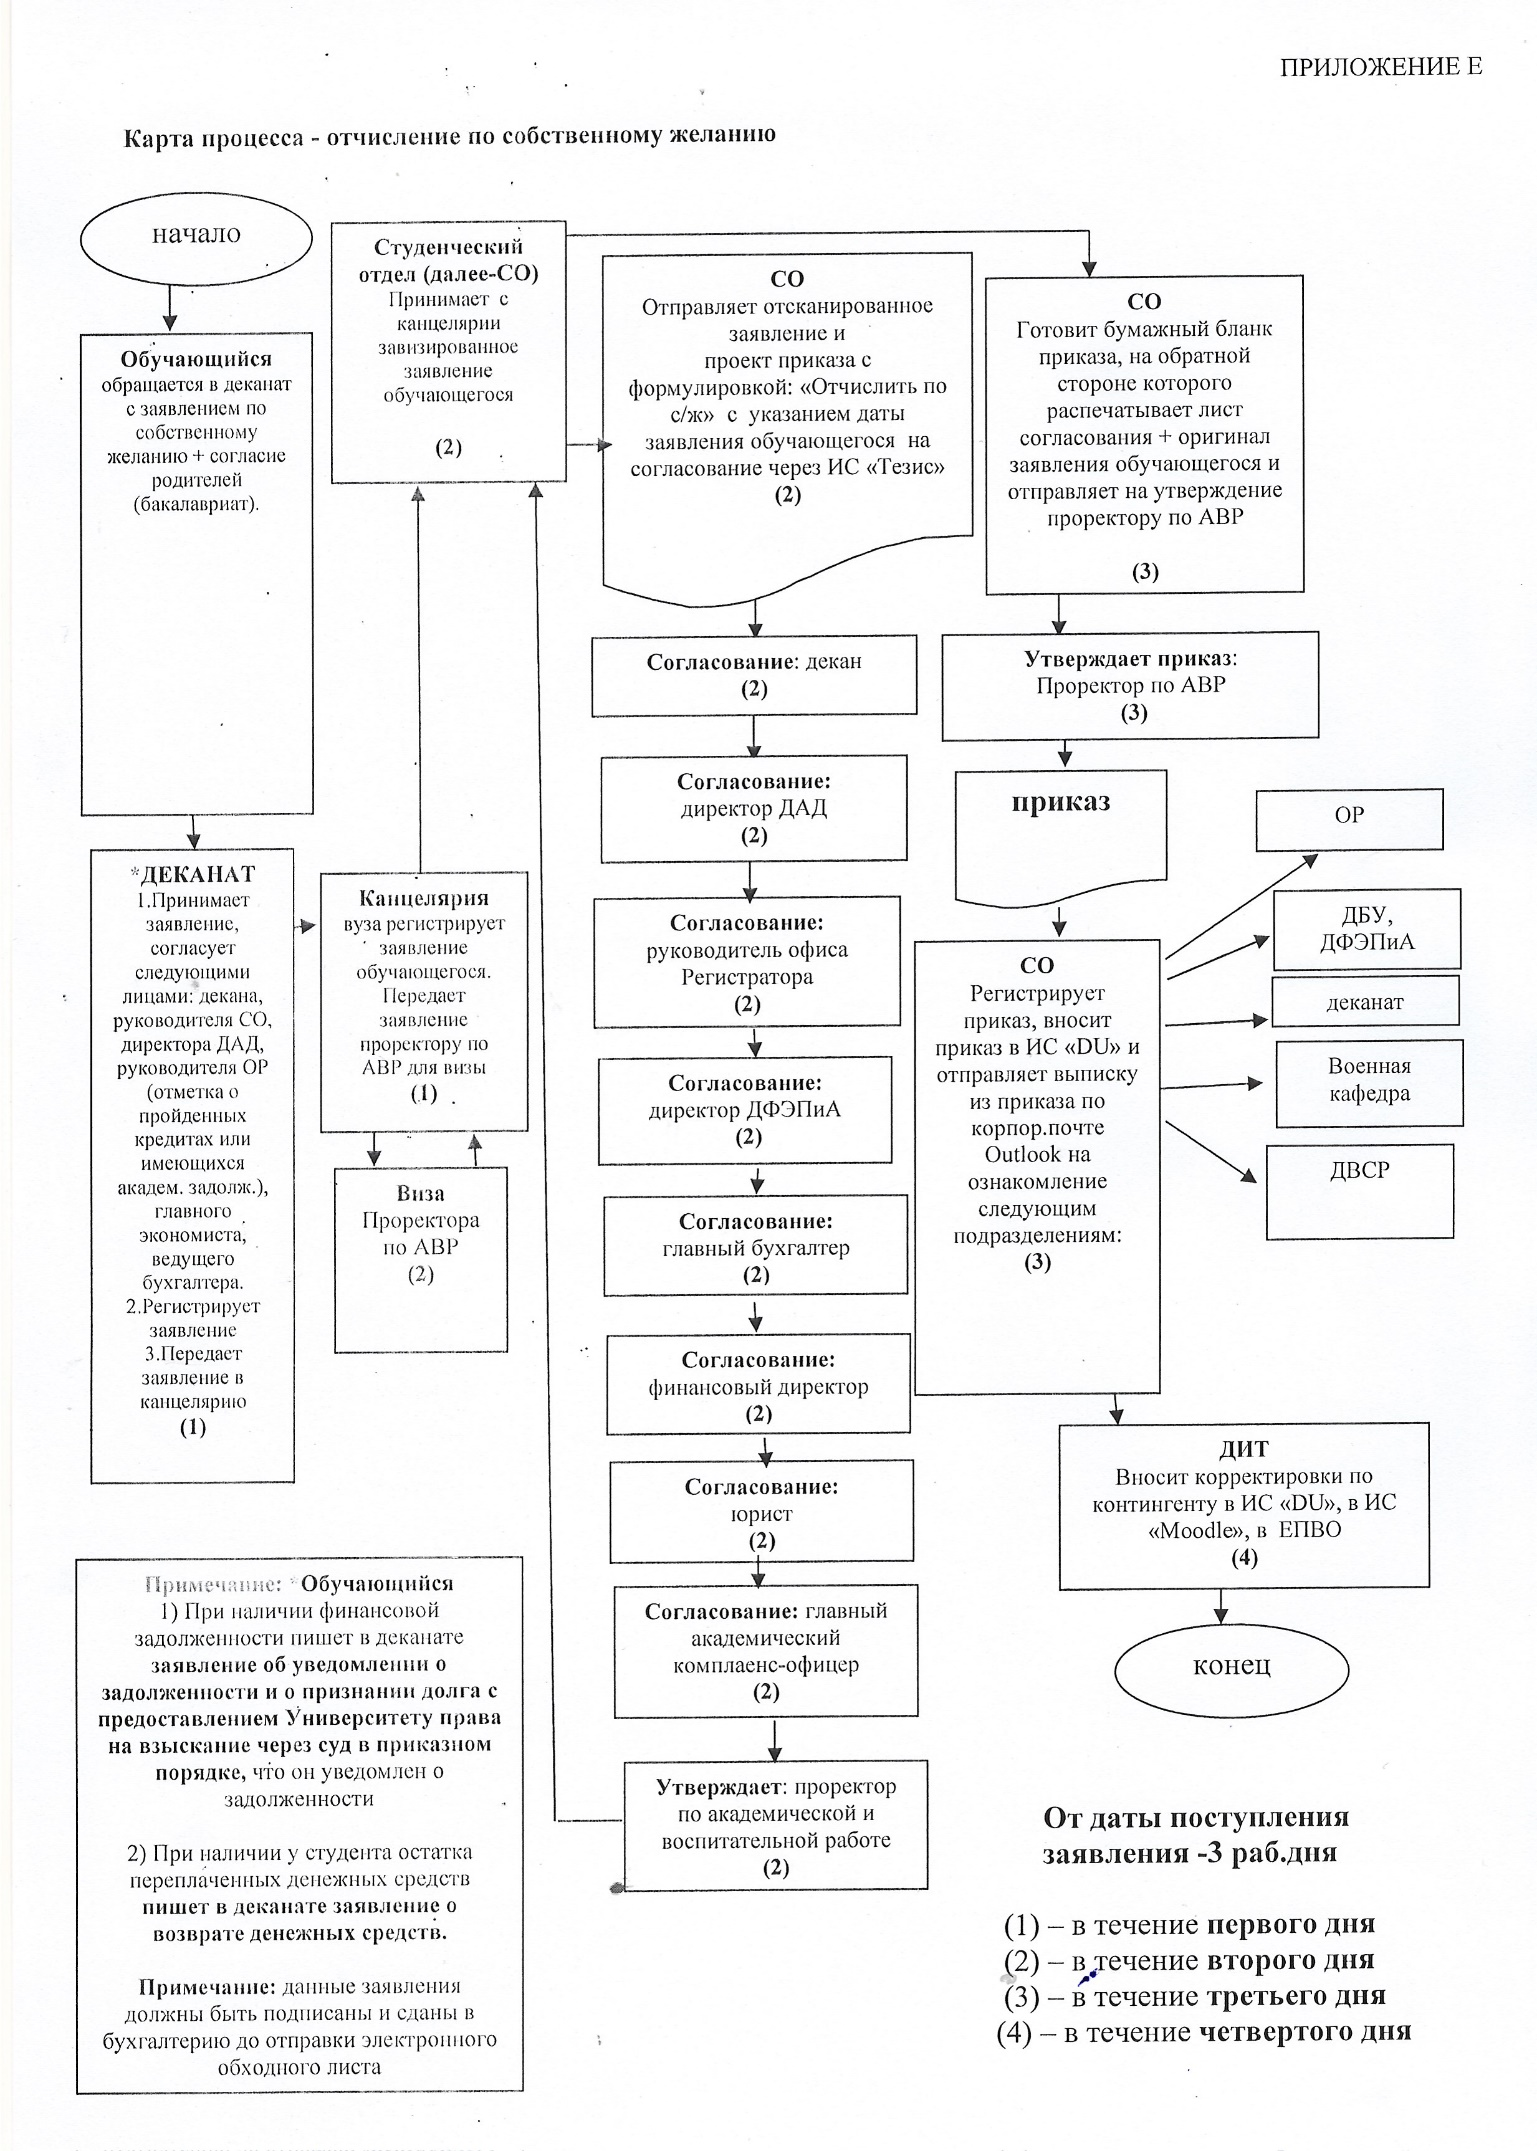 ПРИЛОЖЕНИЕ Е
Карта процесса - отчисление по собственному желанию
начало
Обучающийся
обращается в деканат
с заявлением по
собственному
желанию + согласие
родителей
(бакалавриат).
*ДЕКАНАТ
1.Принимает
заявление,
согласует
следующими
лицами: декана,
руководителя СО,
директора ДАД,
руководителя ОР
(отметка о
пройденных
кредитах или
имеющихся
академ. задолж.),
главного
экономиста,
ведущего
бухгалтера.
2.Регистрирует
заявление
3.Передает
заявление в
канцелярию
(1)
Канцелярия
вуза регистрирует
заявление
обучающегося.
Передает
заявление
проректору по
АВР для визы
(1)
Виза
Проректора
по АВР
(2)
Студенческий
отдел (далее-СО)
Принимает с
канцелярии
завизированное
заявление
обучающегося
(2)
СО
Отправляет отсканированное
заявление и
проект приказа с
формулировкой: «Отчислить по
с/ж» с указанием даты
заявления обучающегося на
согласование через ИС «Тезис»
(2)
Согласование: декан
(2)
Согласование:
директор ДАД
(2)
Согласование:
руководитель офиса
Регистратора
(2)
Согласование:
директор ДФЭПиА
(2)
Согласование:
главный бухгалтер
(2)
Согласование:
финансовый директор
(2)
Согласование:
юрист
(2)
Согласование: главный
академический
комплаенс-офицер
(2)
Утверждает: проректор
по академической и
воспитательной работе
(2)
СО
Готовит бумажный бланк
приказа, на обратной
стороне которого
распечатывает лист
согласования + оригинал
заявления обучающегося и
отправляет на утверждение
проректору по АВР
(3)
Утверждает приказ:
Проректор по АВР
(3)
приказ
СО
Регистрирует
приказ, вносит
приказ в ИС «DU» и
отправляет выписку
из приказа по
корпор.почте
Outlook на
ознакомление
следующим
подразделениям:
(3)
ОР
ДБУ,
ДФЭПиА
деканат
Военная
кафедра
ДВСР
ДИТ
Вносит корректировки по
контингенту в ИС «DU», в ИС
«Moodle», в ЕПВО
(4)
конец
Примечание: *Обучающийся
1) При наличии финансовой
задолженности пишет в деканате
заявление об уведомлении о
задолженности и о признании долга с
предоставлением Университету права
на взыскание через суд в приказном
порядке, что он уведомлен о
задолженности
2) При наличии у студента остатка
переплаченных денежных средств
пишет в деканате заявление о
возврате денежных средств.
Примечание: данные заявления
должны быть подписаны и сданы в
бухгалтерию до отправки электронного
обходного листа
От даты поступления
заявления -3 раб.дня
(1) – в течение первого дня
(2) – в течение второго дня
(3) – в течение третьего дня
(4) – в течение четвертого дня